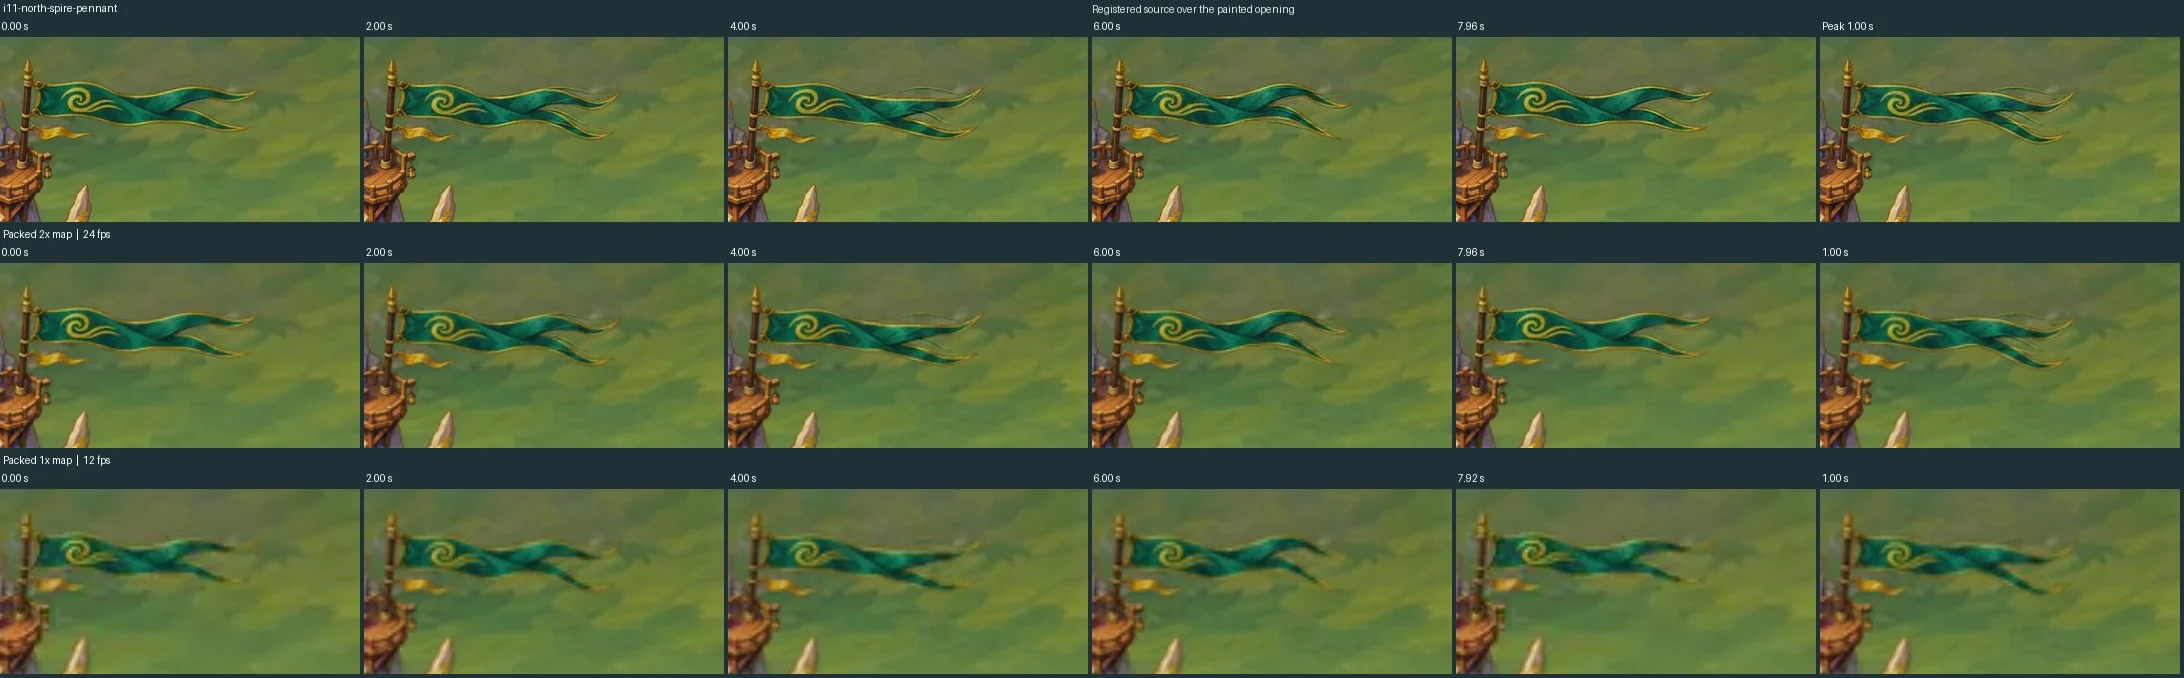 i11-north-spire-pennant
Registered source over the painted opening
0.00 s
2.00 s
4.00 s
6.00 s
7.96 s
Peak 1.00 s
Packed 2x map | 24 fps
0.00 s
2.00 s
4.00 s
6.00 s
7.96 s
1.00 s
Packed 1x map | 12 fps
0.00 s
2.00 s
4.00 s
6.00 s
7.92 s
1.00 s